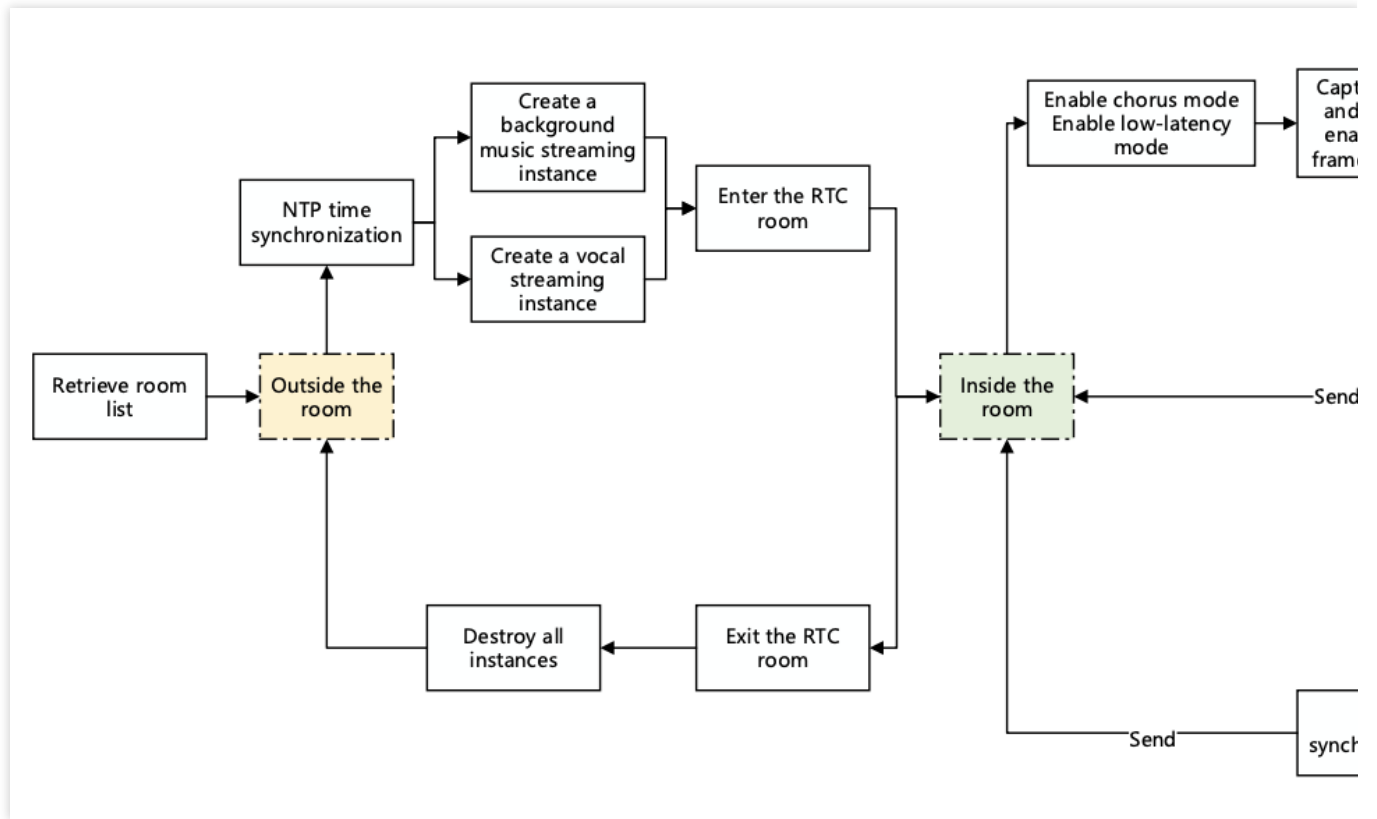 Create a
background
music streaming
instance
Enable chorus mode
Enable low-latency
mode
and
NTP time
synchronization
Enter the RTC
room
Create a vocal
streaming
instance
Retrieve room
list
Outside the
room
Inside the
room
Send
Destroy all
instances
Exit the RTC
room
Send